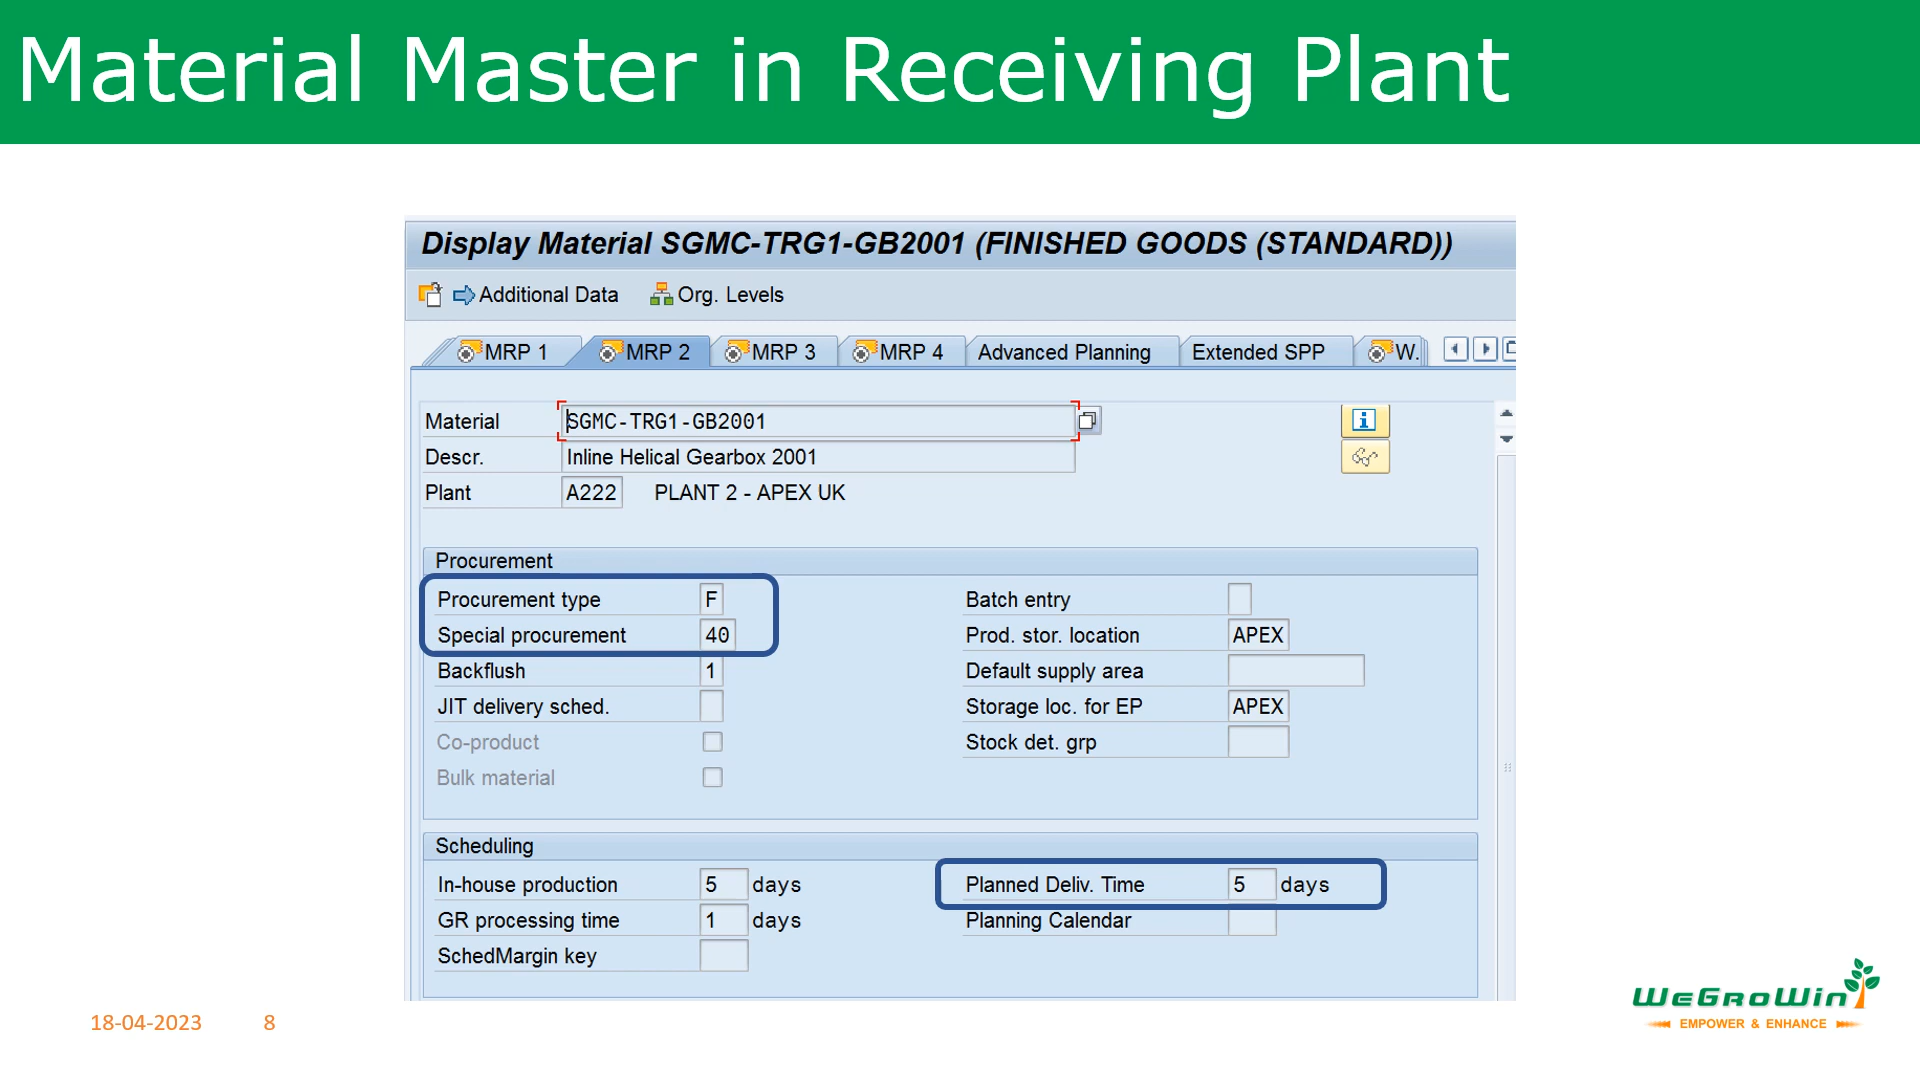 Material Master in Receiving Plant
Display Material SGMC-TRG1-GB2001 (FINISHED GOODS (STANDARD))
Additional Data Org. Levels
MRP 1 MRP 2 MRP 3 MRP 4 Advanced Planning Extended SPP W.
Material SGMC-TRG1-GB2001
Descr. Inline Helical Gearbox 2001
Plant A222 PLANT 2 - APEX UK
Procurement
Procurement type F Batch entry
Special procurement 40 Prod. stor. location APEX
Backflush 1 Default supply area
JIT delivery sched. Storage loc. for EP APEX
Co-product Stock det. grp
Bulk material
Scheduling
In-house production 5 days Planned Deliv. Time 5 days
GR processing time 1 days Planning Calendar
SchedMargin key
18-04-2023 8
WeGroWin
EMPOWER & ENHANCE